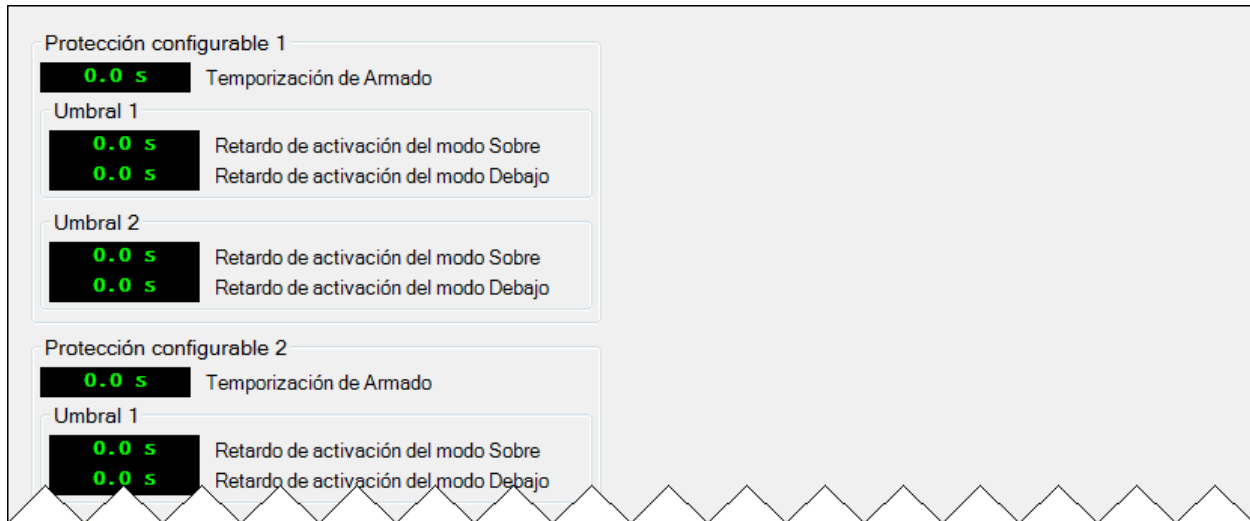 Protección configurable 1
0.0 s Temporización de Armado
Umbral 1
0.0 s Retardo de activación del modo Sobre
0.0 s Retardo de activación del modo Debajo
Umbral 2
0.0 s Retardo de activación del modo Sobre
0.0 s Retardo de activación del modo Debajo
Protección configurable 2
0.0 s Temporización de Armado
Umbral 1
0.0 s Retardo de activación del modo Sobre
0.0 s Retardo de activación del modo Debajo